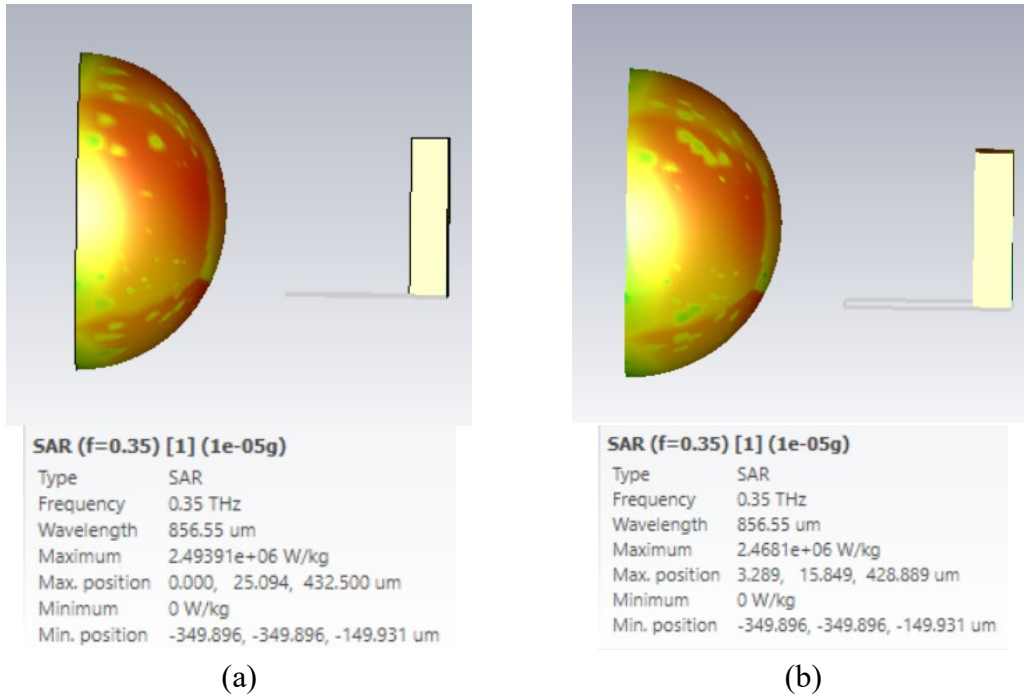 SAR (f=0.35) [1] (1e-05g)
Type SAR
Frequency 0.35 THz
Wavelength 856.55 um
Maximum 2.49391e+06 W/kg
Max. position 0.000, 25.094, 432.500 um
Minimum 0 W/kg
Min. position -349.896, -349.896, -149.931 um
(a)
SAR (f=0.35) [1] (1e-05g)
Type SAR
Frequency 0.35 THz
Wavelength 856.55 um
Maximum 2.4681e+06 W/kg
Max. position 3.289, 15.849, 428.889 um
Minimum 0 W/kg
Min. position -349.896, -349.896, -149.931 um
(b)